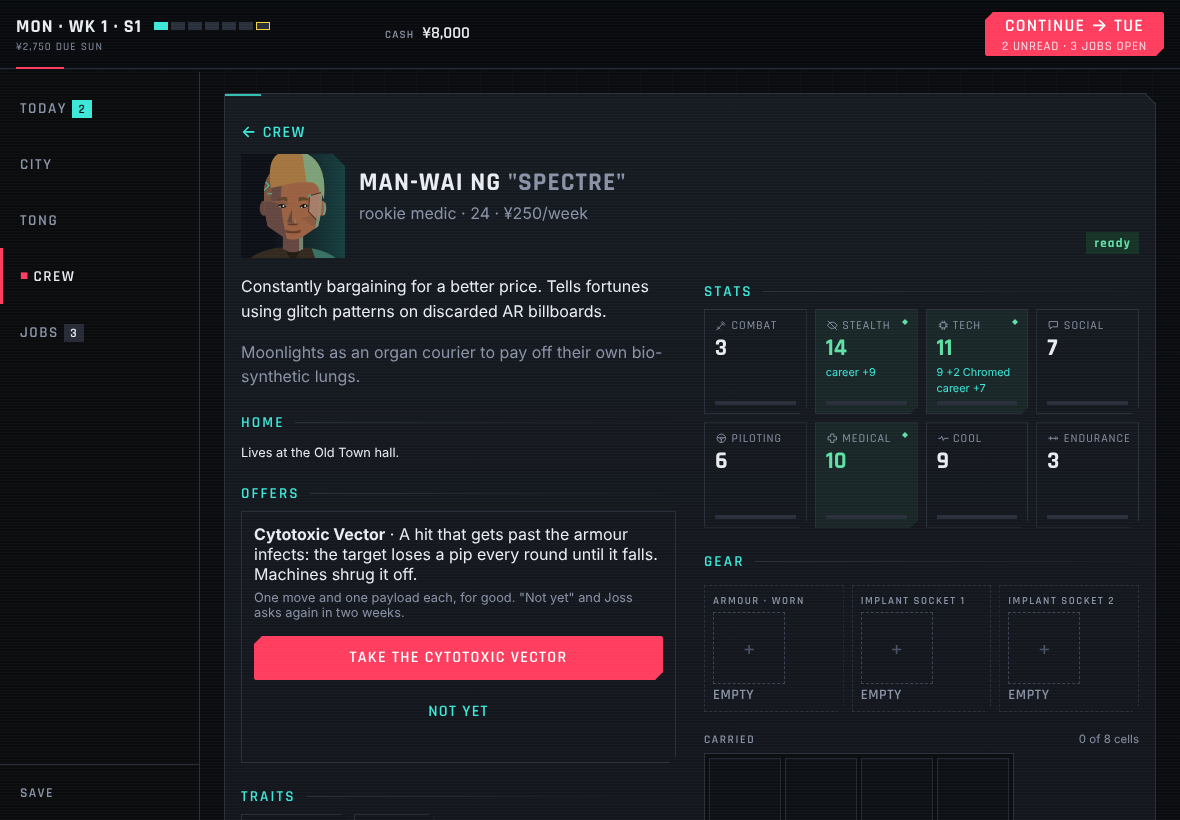 MON · WK 1 · S1
¥2,750 DUE SUN
CASH ¥8,000
CONTINUE → TUE
2 UNREAD · 3 JOBS OPEN
TODAY 2
CITY
TONG
CREW
JOBS 3
SAVE
← CREW
MAN-WAI NG "SPECTRE"
rookie medic · 24 · ¥250/week
ready
Constantly bargaining for a better price. Tells fortunes
using glitch patterns on discarded AR billboards.
Moonlights as an organ courier to pay off their own bio-
synthetic lungs.
HOME
Lives at the Old Town hall.
OFFERS
Cytotoxic Vector · A hit that gets past the armour
infects: the target loses a pip every round until it falls.
Machines shrug it off.
One move and one payload each, for good. "Not yet" and Joss
asks again in two weeks.
TAKE THE CYTOTOXIC VECTOR
NOT YET
TRAITS
STATS
COMBAT
3
STEALTH
14
career +9
TECH
11
9 +2 Chromed
career +7
SOCIAL
7
PILOTING
6
MEDICAL
10
COOL
9
ENDURANCE
3
GEAR
ARMOUR · WORN
+
EMPTY
IMPLANT SOCKET 1
+
EMPTY
IMPLANT SOCKET 2
+
EMPTY
CARRIED
0 of 8 cells